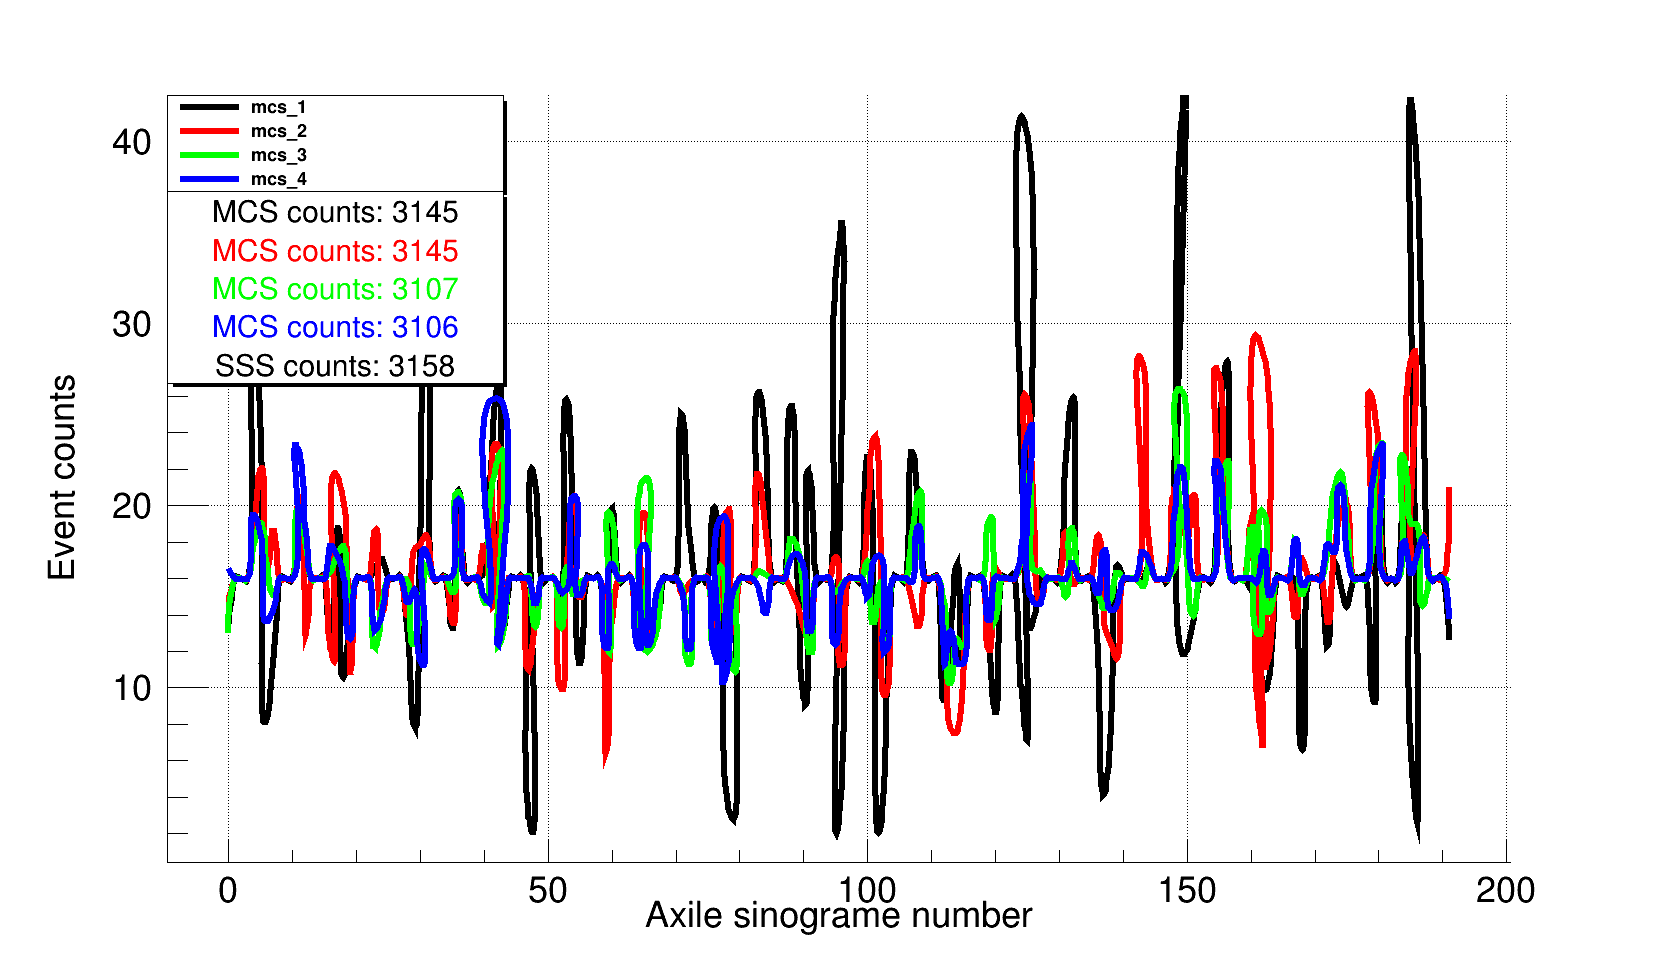 mcs_1
mcs_2
mcs_3
mcs_4
MCS counts: 3145
MCS counts: 3145
MCS counts: 3107
MCS counts: 3106
SSS counts: 3158
Event counts
40
30
20
10
0 50 100 150 200
Axile sinograme number